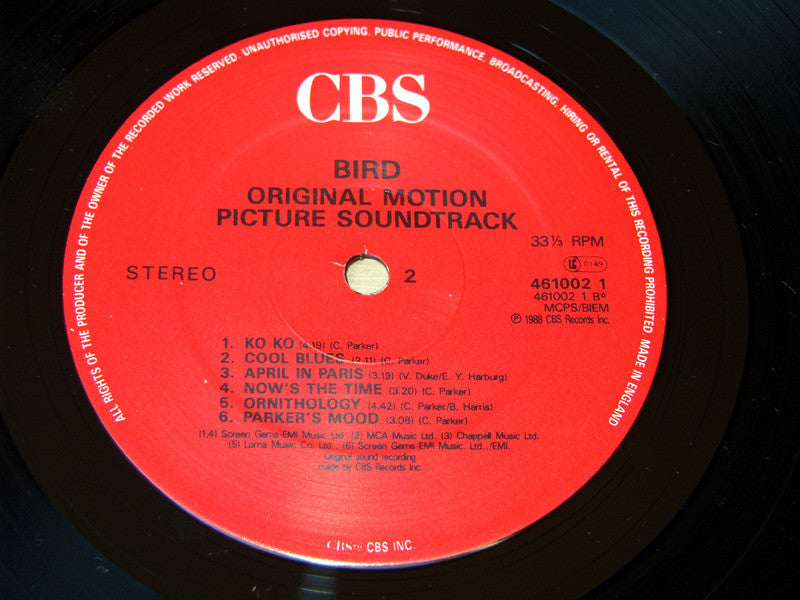 ALL RIGHTS OF THE PRODUCER AND OF THE OWNER OF THE RECORDED WORK RESERVED. UNAUTHORISED COPYING, PUBLIC PERFORMANCE, BROADCASTING, HIRING OR RENTAL OF THIS RECORDING PROHIBITED. MADE IN ENGLAND
CBS
BIRD
ORIGINAL MOTION
PICTURE SOUNDTRACK
33⅓ RPM
STEREO
2
LC 0149
461002 1
461002 1 B*
MCPS/BIEM
℗ 1988 CBS Records Inc.
1. KO KO (4.19) (C. Parker)
2. COOL BLUES (2.11) (C. Parker)
3. APRIL IN PARIS (3.19) (V. Duke/E. Y. Harburg)
4. NOW'S THE TIME (3.20) (C. Parker)
5. ORNITHOLOGY (4.42) (C. Parker/B. Harris)
6. PARKER'S MOOD (3.08) (C. Parker)
(1,4) Screen Gems-EMI Music Ltd. (2) MCA Music Ltd. (3) Chappell Music Ltd.
(5) Lorna Music Co. Ltd., (6) Screen Gems-EMI Music. Ltd../EMI.
Original sound recording
made by CBS Records Inc.
CBS™ CBS INC.